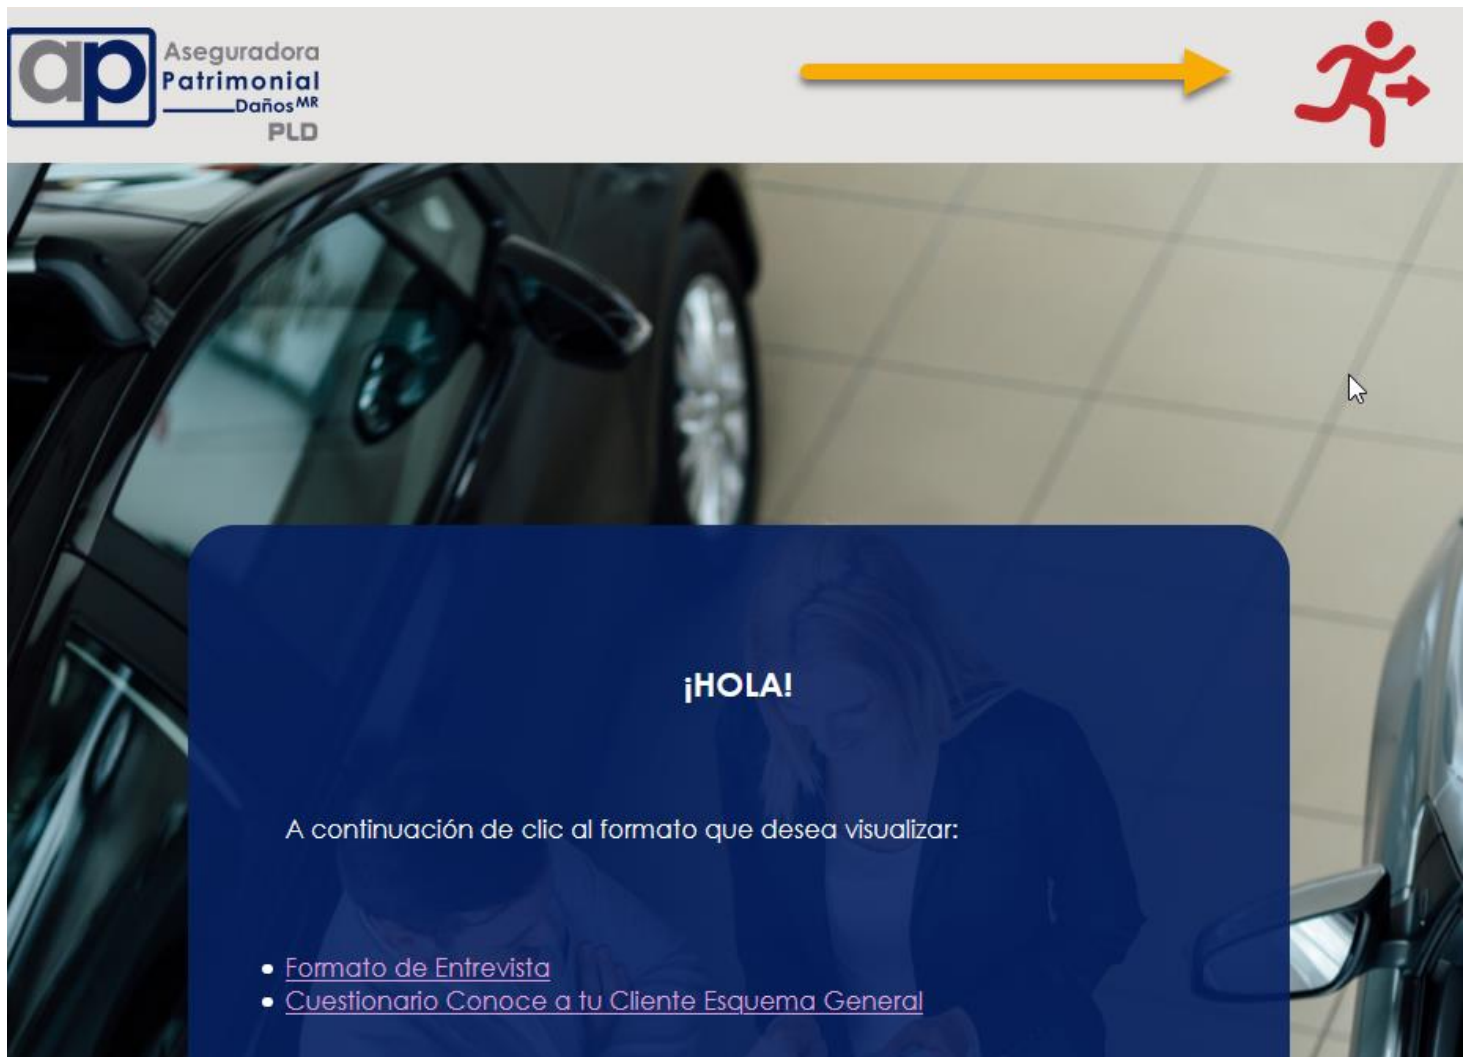 ap
Aseguradora
Patrimonial
Daños MR
PLD
¡HOLA!
A continuación de clic al formato que desea visualizar:
• Formato de Entrevista
• Cuestionario Conoce a tu Cliente Esquema General